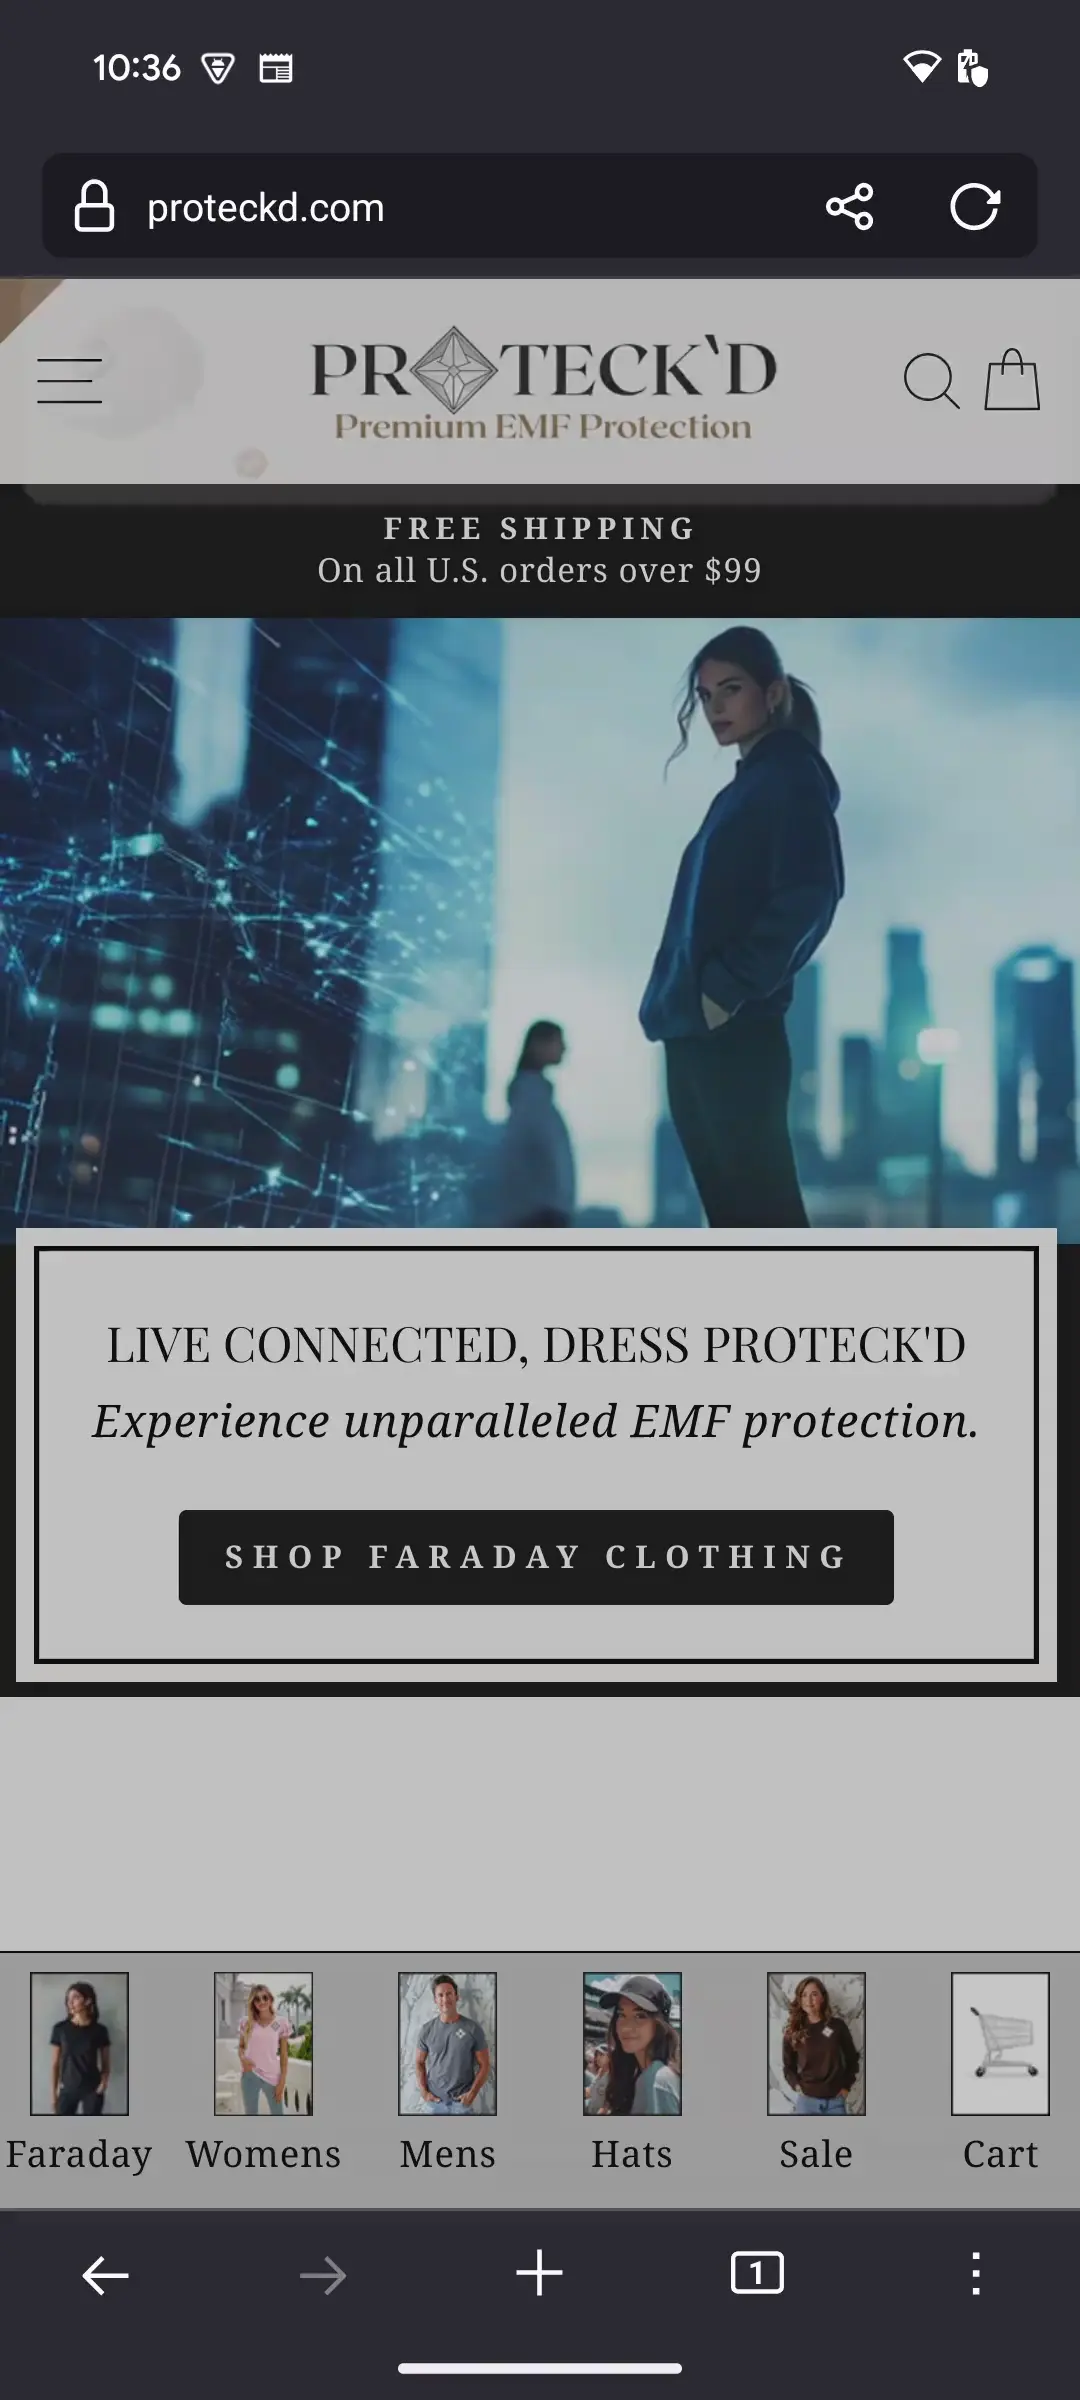 10:36
proteckd.com
PROTECK`D
Premium EMF Protection
FREE SHIPPING
On all U.S. orders over $99
LIVE CONNECTED, DRESS PROTECK'D
Experience unparalleled EMF protection.
SHOP FARADAY CLOTHING
Faraday Womens Mens Hats Sale Cart
1